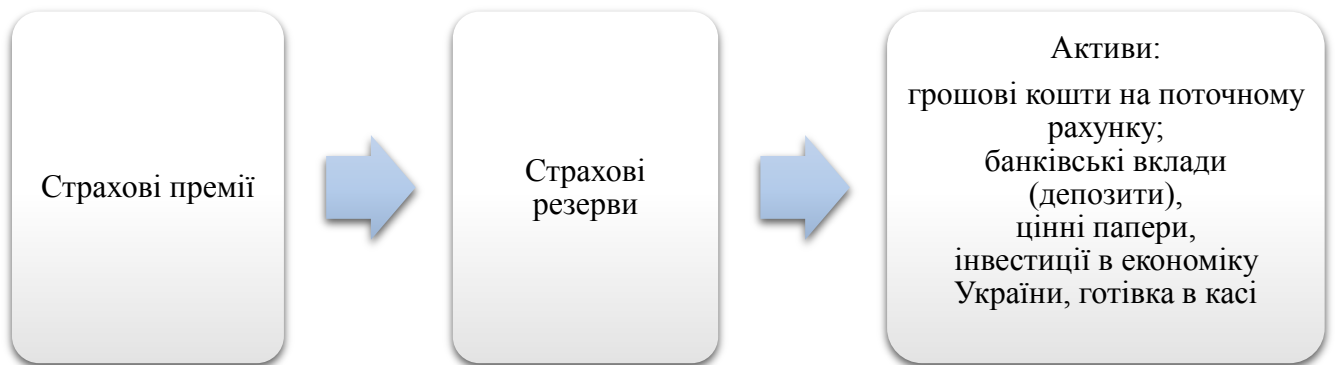 Страхові премії
Страхові
резерви
Активи:
грошові кошти на поточному
рахунку;
банківські вклади
(депозити),
цінні папери,
інвестиції в економіку
України, готівка в касі